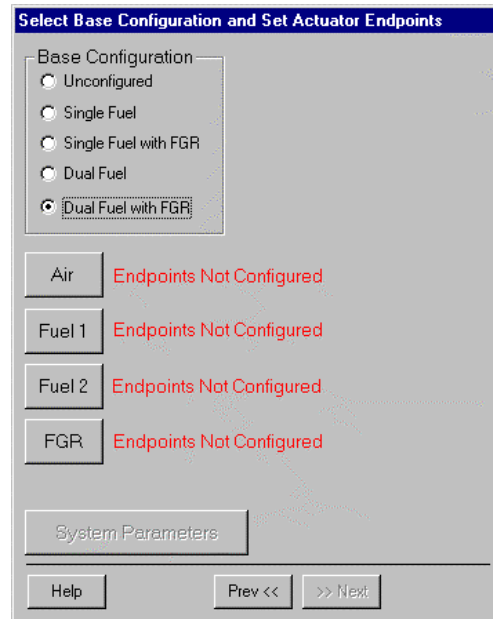 Select Base Configuration and Set Actuator Endpoints
Base Configuration
Unconfigured
Single Fuel
Single Fuel with FGR
Dual Fuel
Dual Fuel with FGR
Air Endpoints Not Configured
Fuel 1 Endpoints Not Configured
Fuel 2 Endpoints Not Configured
FGR Endpoints Not Configured
System Parameters
Help Prev << >> Next